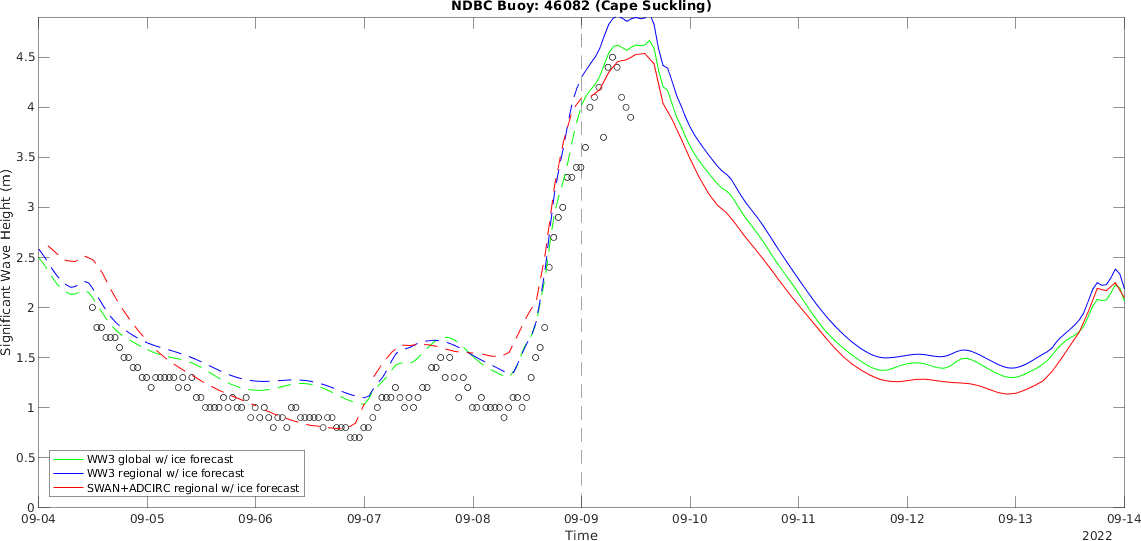 NDBC Buoy: 46082 (Cape Suckling)
Significant Wave Height (m)
4.5
4
3.5
3
2.5
2
1.5
1
0.5
0
WW3 global w/ ice forecast
WW3 regional w/ ice forecast
SWAN+ADCIRC regional w/ ice forecast
09-04 09-05 09-06 09-07 09-08 09-09 09-10 09-11 09-12 09-13 09-14
Time
2022